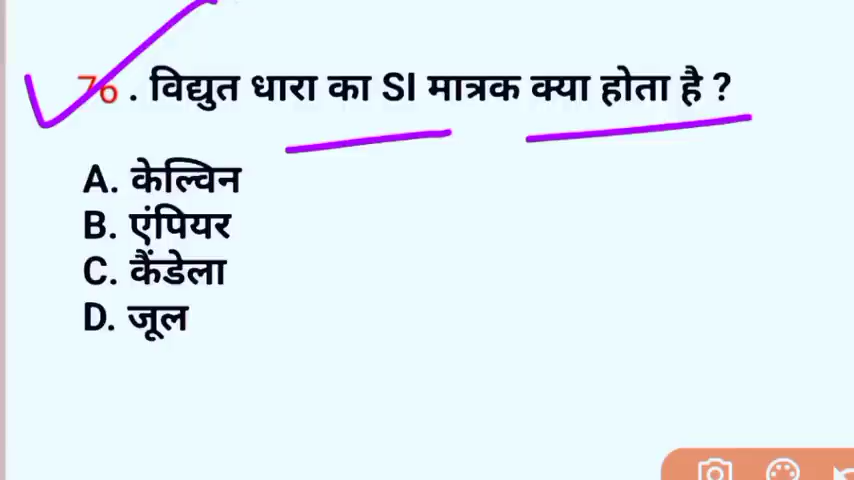 76 . विद्युत धारा का SI मात्रक क्या होता है ?
A. केल्विन
B. एंपियर
C. कैंडेला
D. जूल